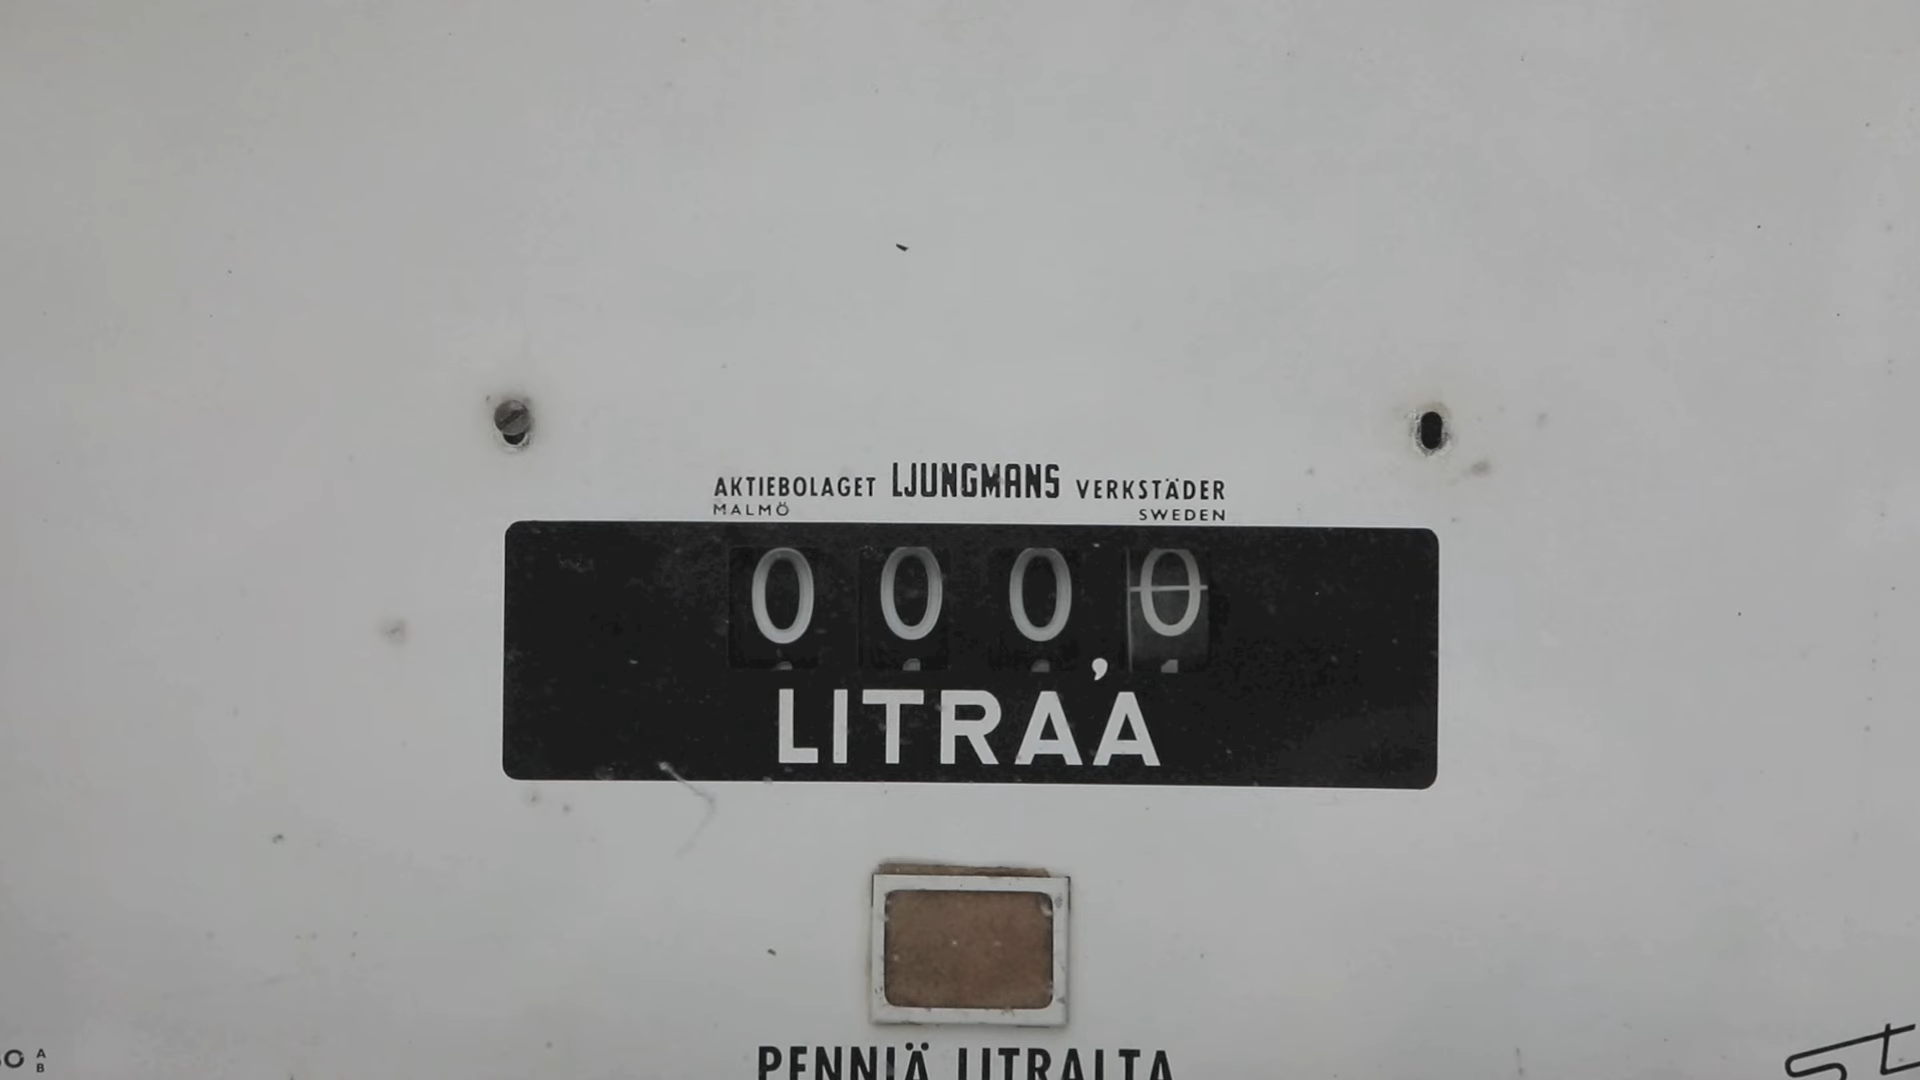 AKTIEBOLAGET LJUNGMANS VERKSTÄDER
MALMÖ SWEDEN
000,0
LITRAA
PENNIÄ LITRALTA
A
B